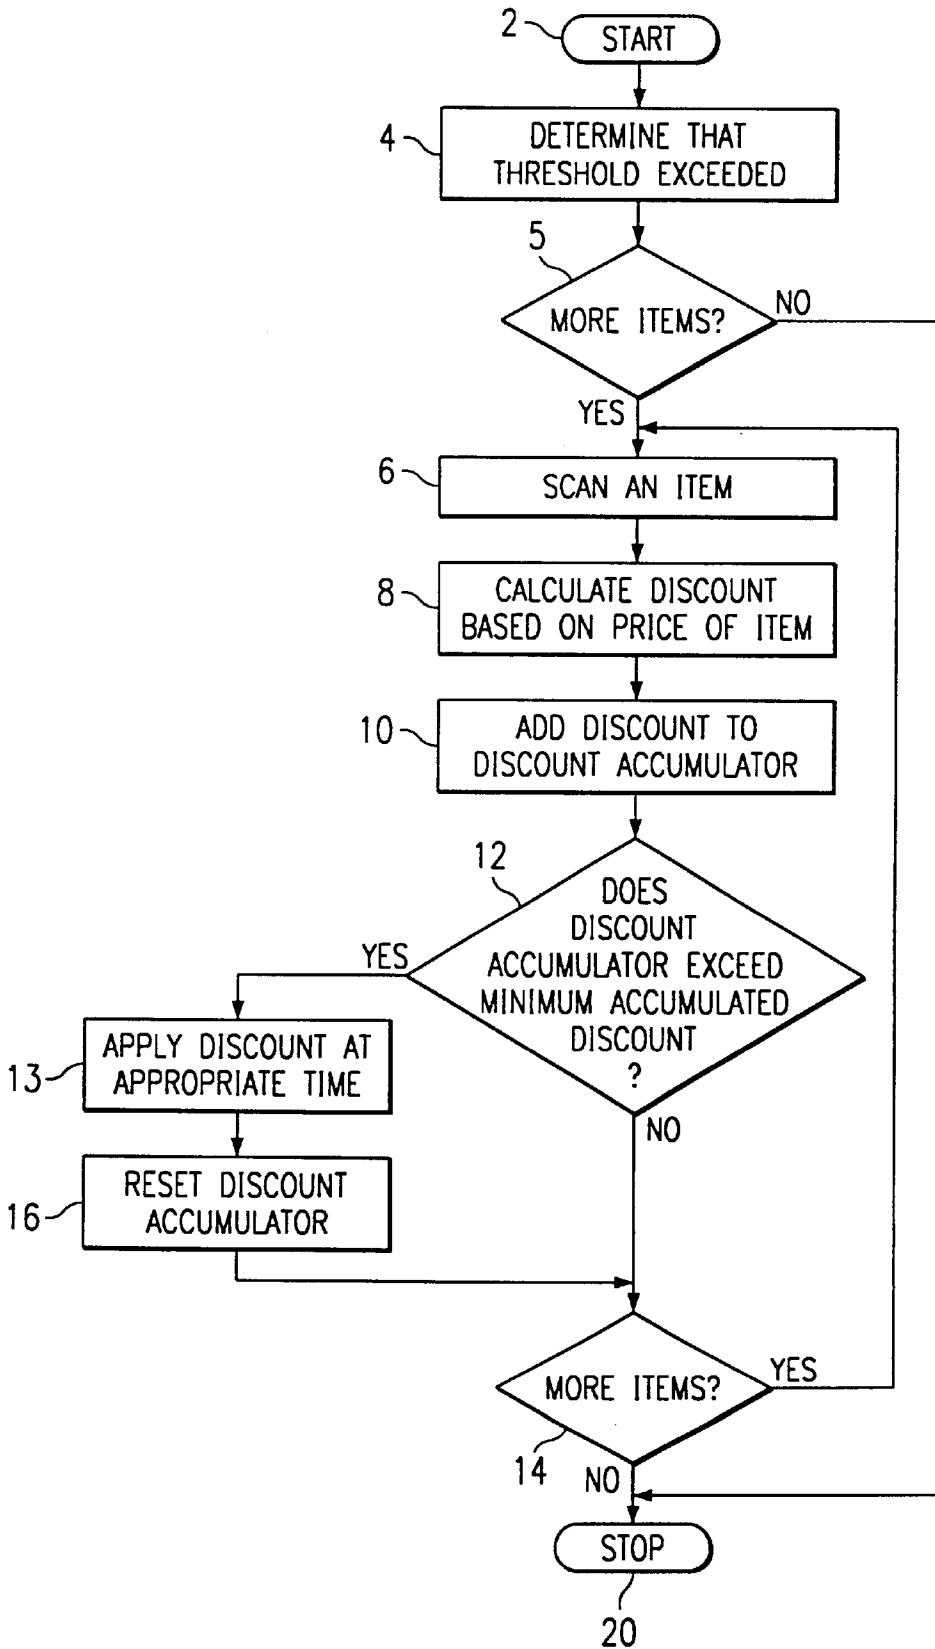 2
START
4
DETERMINE THAT
THRESHOLD EXCEEDED
5
MORE ITEMS?
NO
YES
6
SCAN AN ITEM
8
CALCULATE DISCOUNT
BASED ON PRICE OF ITEM
10
ADD DISCOUNT TO
DISCOUNT ACCUMULATOR
12
DOES
DISCOUNT
ACCUMULATOR EXCEED
MINIMUM ACCUMULATED
DISCOUNT
?
YES
NO
13
APPLY DISCOUNT AT
APPROPRIATE TIME
16
RESET DISCOUNT
ACCUMULATOR
MORE ITEMS?
YES
14
NO
STOP
20